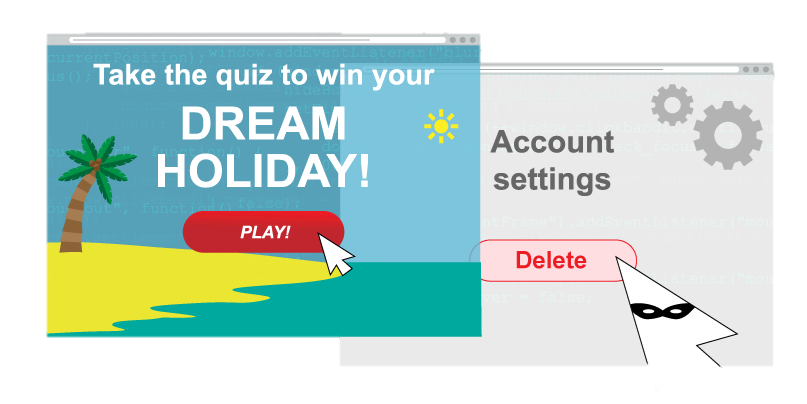 Take the quiz to win your
DREAM
HOLIDAY!
PLAY!
Account
settings
Delete